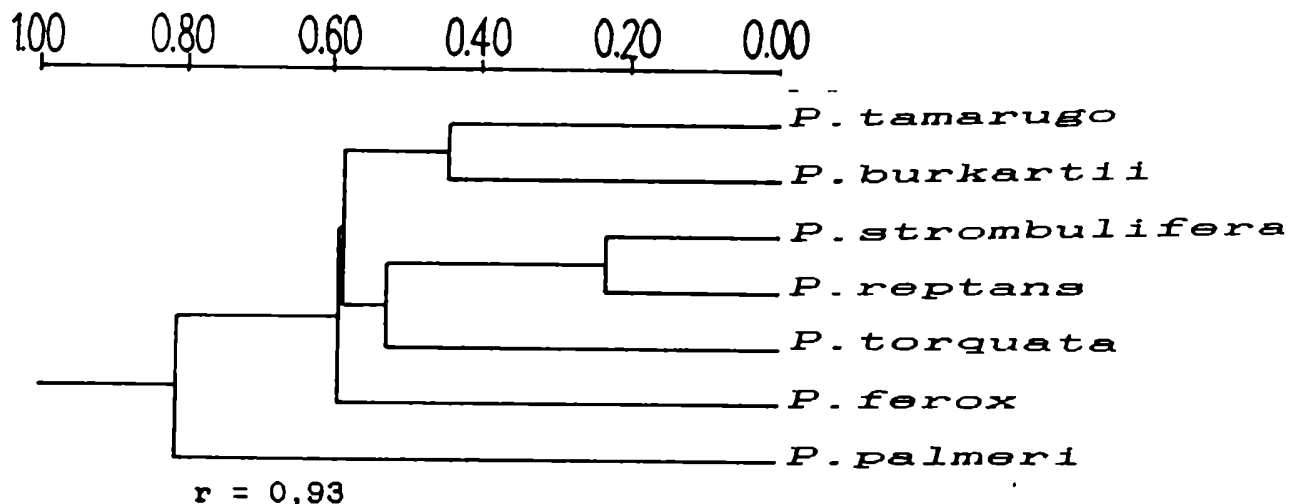 1.00 0.80 0.60 0.40 0.20 0.00
P. tamarugo
P. burkartii
P. strombulifera
P. reptans
P. torquata
P. ferox
P. palmeri
r = 0,93